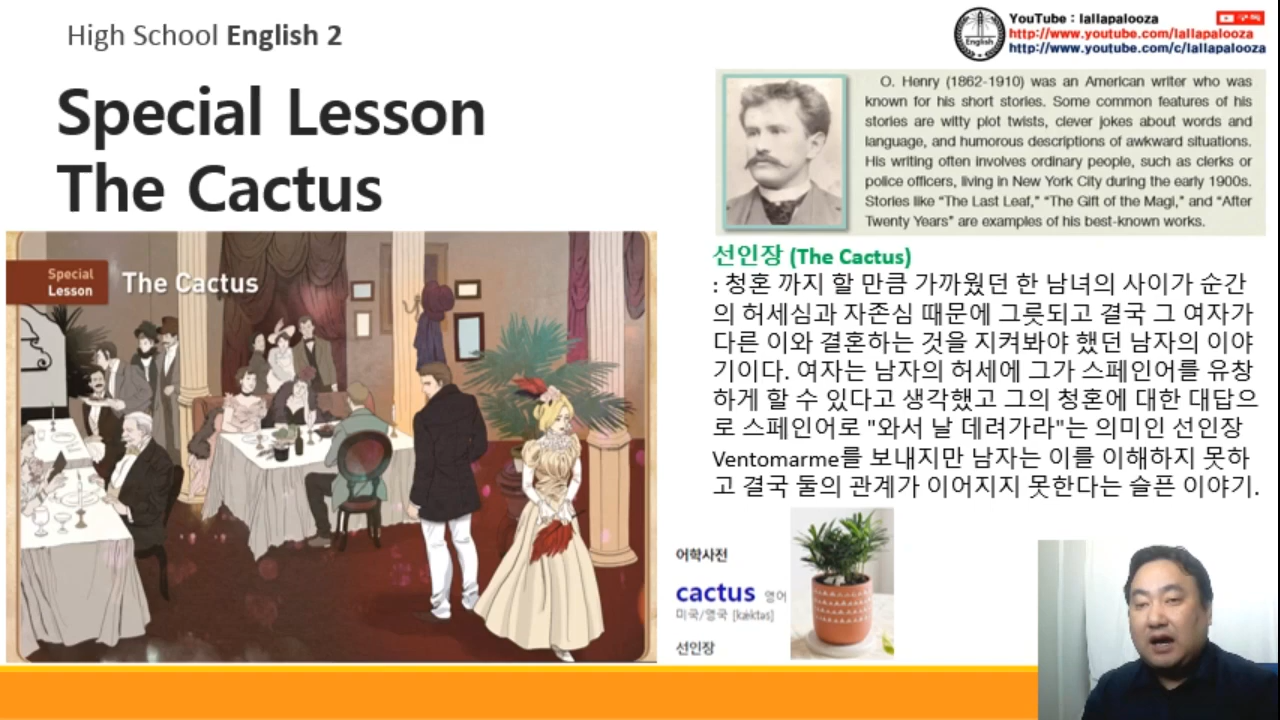 High School English 2
Special Lesson
The Cactus
English
YouTube : lallapalooza
구독
http://www.youtube.com/lallapalooza
http://www.youtube.com/c/lallapalooza
O. Henry (1862-1910) was an American writer who was
known for his short stories. Some common features of his
stories are witty plot twists, clever jokes about words and
language, and humorous descriptions of awkward situations.
His writing often involves ordinary people, such as clerks or
police officers, living in New York City during the early 1900s.
Stories like “The Last Leaf,” “The Gift of the Magi,” and “After
Twenty Years” are examples of his best-known works.
Special
Lesson
The Cactus
선인장 (The Cactus)
: 청혼 까지 할 만큼 가까웠던 한 남녀의 사이가 순간
의 허세심과 자존심 때문에 그릇되고 결국 그 여자가
다른 이와 결혼하는 것을 지켜봐야 했던 남자의 이야
기이다. 여자는 남자의 허세에 그가 스페인어를 유창
하게 할 수 있다고 생각했고 그의 청혼에 대한 대답으
로 스페인어로 "와서 날 데려가라"는 의미인 선인장
Ventomarme를 보내지만 남자는 이를 이해하지 못하
고 결국 둘의 관계가 이어지지 못한다는 슬픈 이야기.
어학사전
cactus 영어
미국/영국 [kǽktəs]
선인장